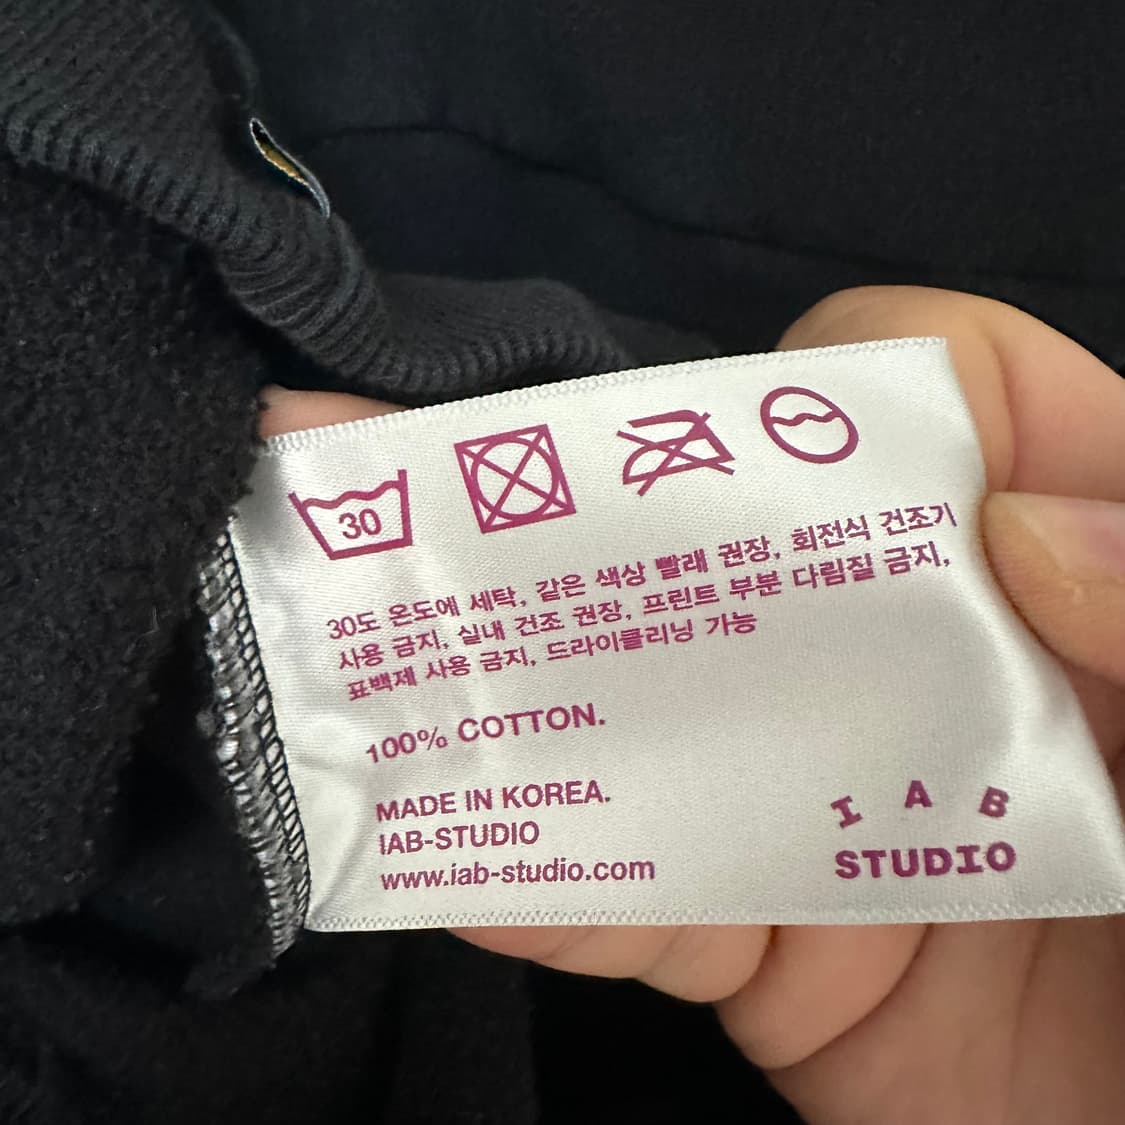 30
30도 온도에 세탁, 같은 색상 빨래 권장, 회전식 건조기
사용 금지, 실내 건조 권장, 프린트 부분 다림질 금지,
표백제 사용 금지, 드라이클리닝 가능
100% COTTON.
MADE IN KOREA.
IAB-STUDIO
www.iab-studio.com
I A B
STUDIO